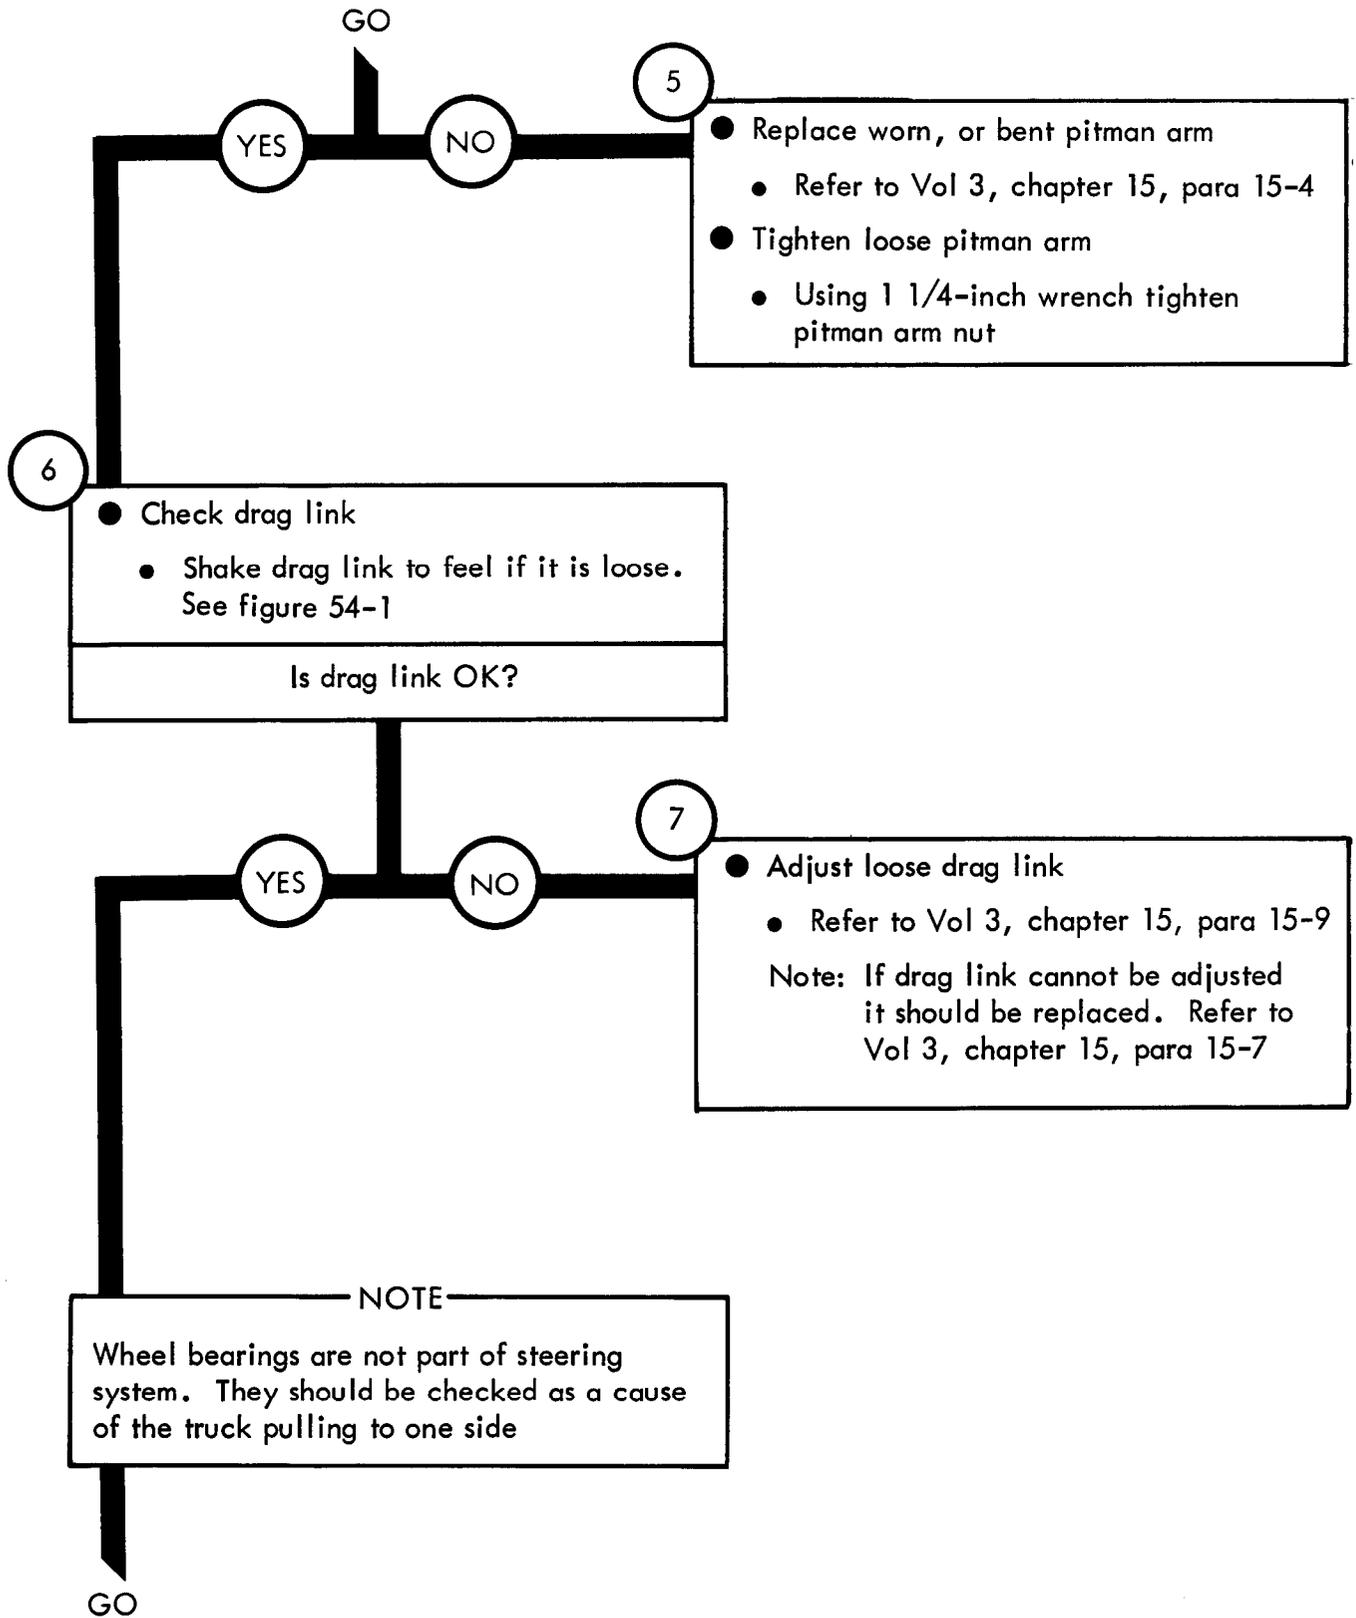 GO
YES
NO
5
● Replace worn, or bent pitman arm
● Refer to Vol 3, chapter 15, para 15-4
● Tighten loose pitman arm
● Using 1 1/4-inch wrench tighten
pitman arm nut
6
● Check drag link
● Shake drag link to feel if it is loose.
See figure 54-1
Is drag link OK?
YES
NO
7
● Adjust loose drag link
● Refer to Vol 3, chapter 15, para 15-9
Note: If drag link cannot be adjusted
it should be replaced. Refer to
Vol 3, chapter 15, para 15-7
NOTE
Wheel bearings are not part of steering
system. They should be checked as a cause
of the truck pulling to one side
GO